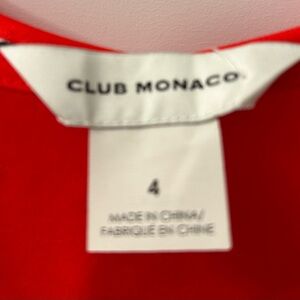 CLUB MONACO
4
MADE IN CHINA/
FABRIQUÉ EN CHINE